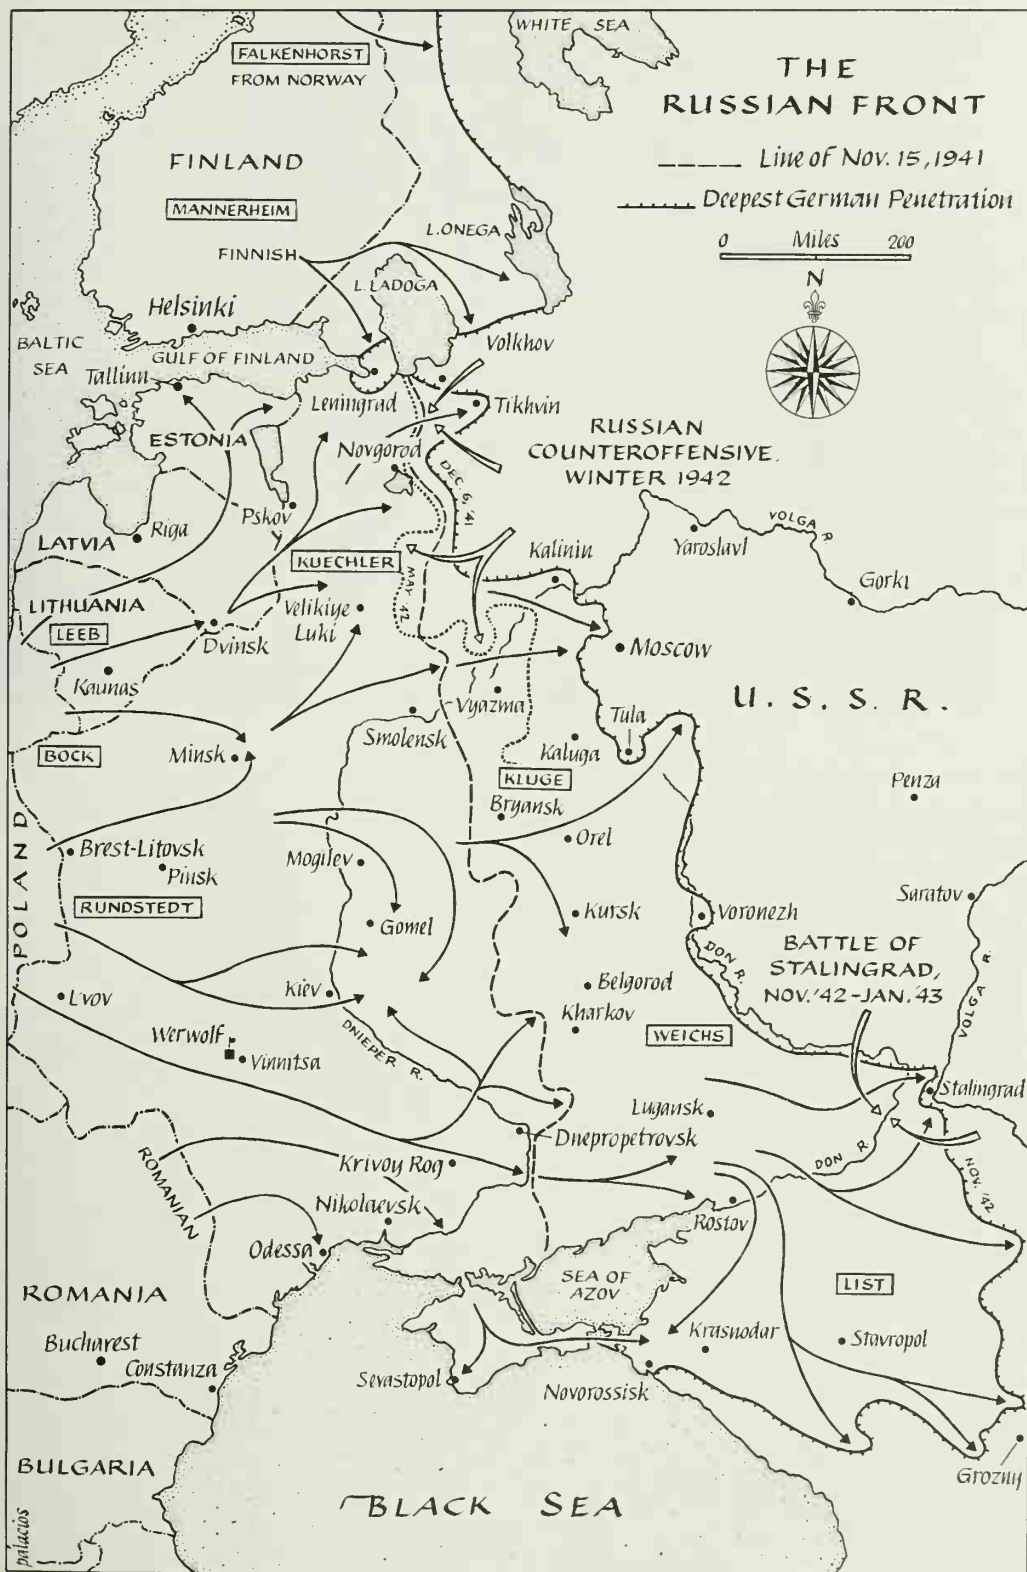 THE
RUSSIAN FRONT
Line of Nov. 15, 1941
Deepest German Penetration
0 Miles 200
N
WHITE SEA
FALKENHORST
FROM NORWAY
FINLAND
MANNERHEIM
FINNISH
L. ONEGA
L. LADOGA
Helsinki
BALTIC
SEA
GULF OF FINLAND
Volkhov
Tallinn
Leningrad
Tikhvin
ESTONIA
Novgorod
DEC. 6, '41
RUSSIAN
COUNTEROFFENSIVE.
WINTER 1942
Pskov
Riga
LATVIA
KUECHLER
MAY '42
Kalinin
Yaroslavl
VOLGA
R.
Gorki
LITHUANIA
LEEB
Velikiye
Luki
Dvinsk
Moscow
Kaunas
Vyazma
U. S. S. R.
Smolensk
Tula
BOCK
Minsk
Kaluga
KLUGE
Penza
Bryansk
POLAND
Brest-Litovsk
Pinsk
Mogilev
Orel
RUNDSTEDT
Gomel
Kursk
Voronezh
Saratov
DON R.
BATTLE OF
STALINGRAD,
NOV. '42-JAN. '43
VOLGA R.
L'vov
Kiev
Belgorod
Kharkov
WEICHS
Werwolf
Vinnitsa
DNIEPER R.
Stalingrad
Lugansk
Dnepropetrovsk
DON R.
NOV. '42
ROMANIAN
Krivoy Rog
Nikolaevsk
Rostov
Odessa
SEA OF
AZOV
LIST
ROMANIA
Bucharest
Constanza
Krasnodar
Stavropol
Sevastopol
Novorossisk
BULGARIA
Grozny
BLACK SEA
palacios